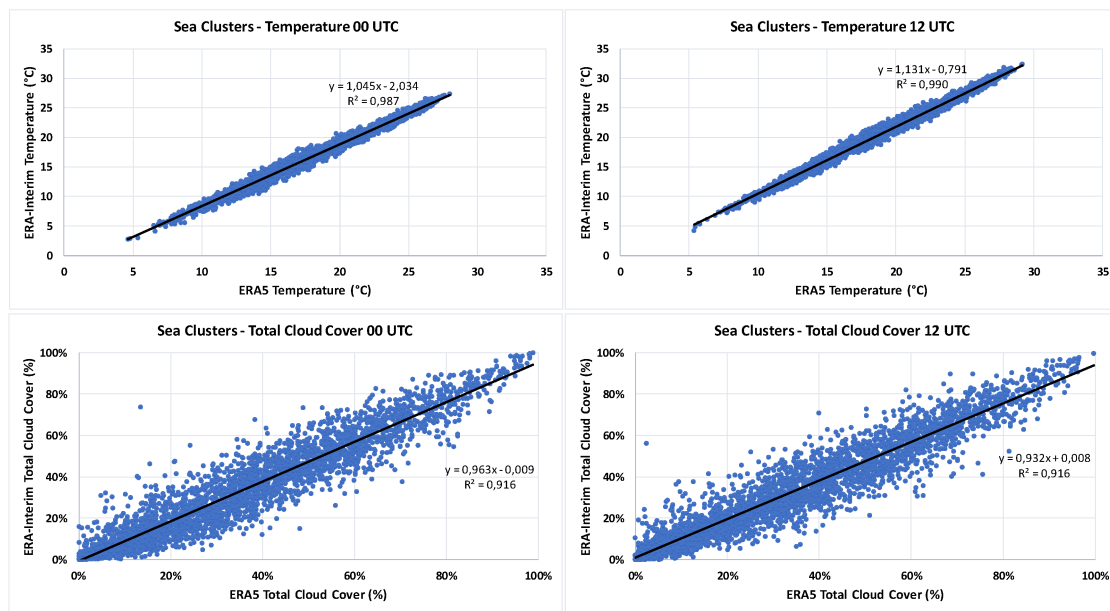 Sea Clusters - Temperature 00 UTC
ERA-Interim Temperature (°C)
35
30
25
20
15
10
5
0
y = 1,045x - 2,034
R² = 0,987
0 5 10 15 20 25 30 35
ERA5 Temperature (°C)
Sea Clusters - Temperature 12 UTC
ERA-Interim Temperature (°C)
35
30
25
20
15
10
5
0
y = 1,131x - 0,791
R² = 0,990
0 5 10 15 20 25 30 35
ERA5 Temperature (°C)
Sea Clusters - Total Cloud Cover 00 UTC
ERA-Interim Total Cloud Cover (%)
100%
80%
60%
40%
20%
0%
y = 0,963x - 0,009
R² = 0,916
0% 20% 40% 60% 80% 100%
ERA5 Total Cloud Cover (%)
Sea Clusters - Total Cloud Cover 12 UTC
ERA-Interim Total Cloud Cover (%)
100%
80%
60%
40%
20%
0%
y = 0,932x + 0,008
R² = 0,916
0% 20% 40% 60% 80% 100%
ERA5 Total Cloud Cover (%)